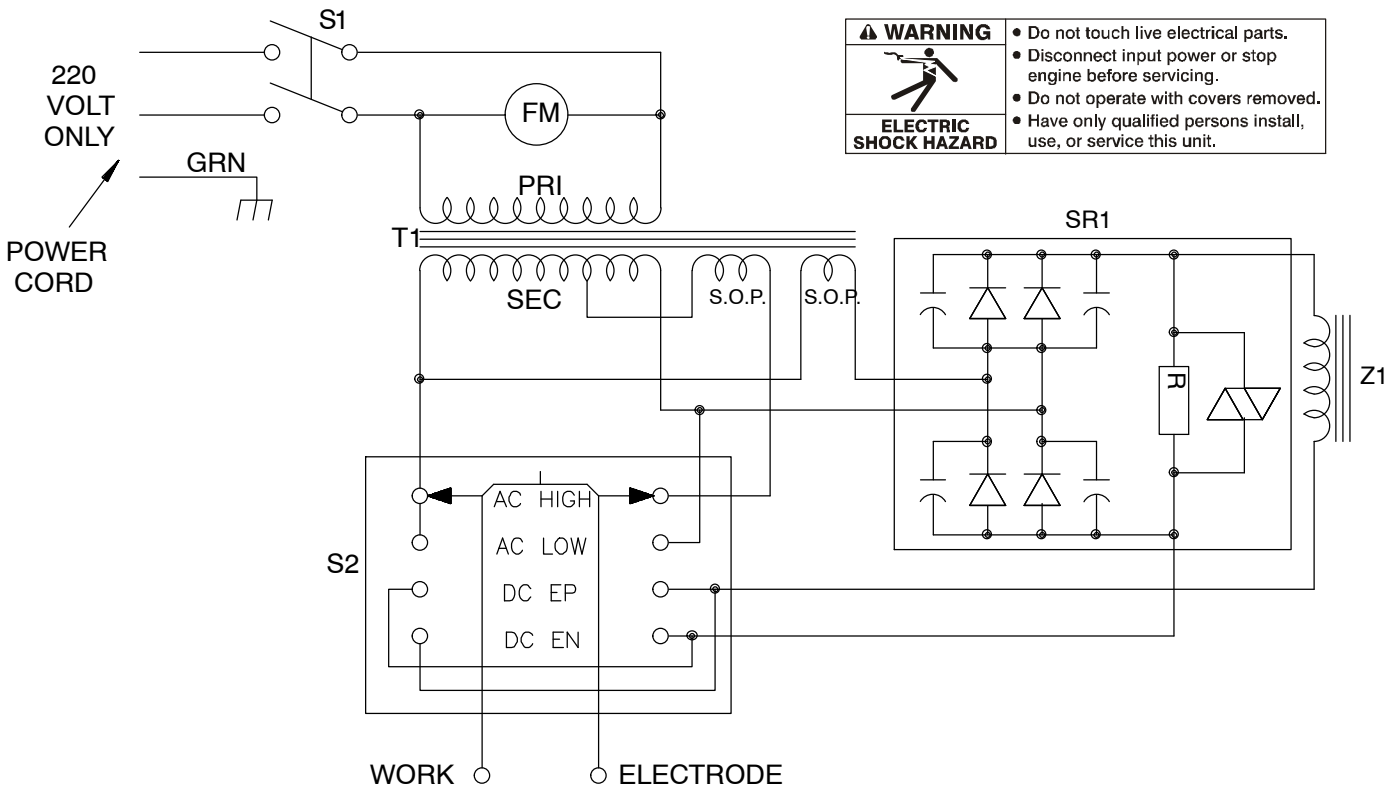 S1
220
VOLT
ONLY
GRN
POWER
CORD
FM
PRI
T1
SEC
S.O.P.
S.O.P.
WARNING
ELECTRIC
SHOCK HAZARD
• Do not touch live electrical parts.
• Disconnect input power or stop
engine before servicing.
• Do not operate with covers removed.
• Have only qualified persons install,
use, or service this unit.
SR1
R
Z1
S2
AC HIGH
AC LOW
DC EP
DC EN
WORK
ELECTRODE